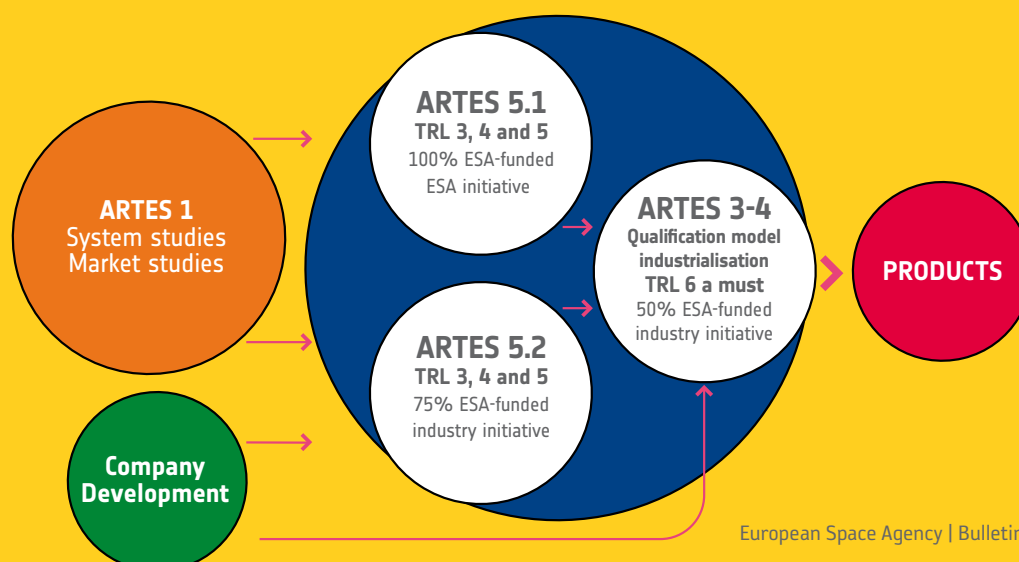 ARTES 1
System studies
Market studies
Company
Development
ARTES 5.1
TRL 3, 4 and 5
100% ESA-funded
ESA initiative
ARTES 5.2
TRL 3, 4 and 5
75% ESA-funded
industry initiative
ARTES 3-4
Qualification model
industrialisation
TRL 6 a must
50% ESA-funded
industry initiative
PRODUCTS
European Space Agency | Bulletin